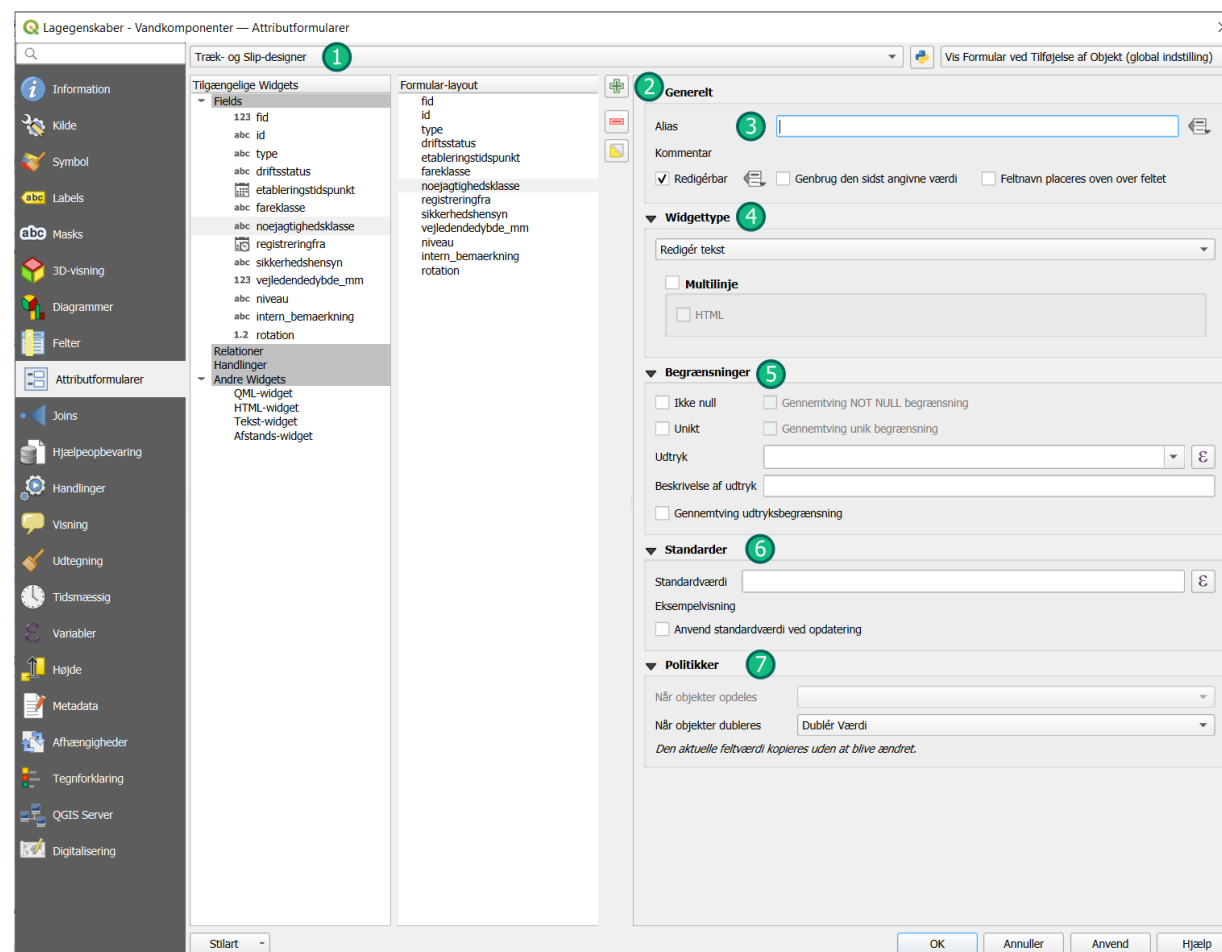 Lagegenskaber - Vandkomponenter — Attributformularer
Træk- og Slip-designer
1
Vis Formular ved Tilføjelse af Objekt (global indstilling)
Information
Kilde
Symbol
abc Labels
abc Masks
3D-visning
Diagrammer
Felter
Attributformularer
Joins
Hjælpeopbevaring
Handlinger
Visning
Udtegning
Tidsmæssig
Variabler
Højde
Metadata
Afhængigheder
Tegnforklaring
QGIS Server
Digitalisering
Tilgængelige Widgets
Fields
123 fid
abc id
abc type
abc driftsstatus
etableringstidspunkt
abc fareklasse
abc noejagtighedsklasse
registreringfra
abc sikkerhedshensyn
123 vejledendedybde_mm
abc niveau
abc intern_bemaerkning
1.2 rotation
Relationer
Handlinger
Andre Widgets
QML-widget
HTML-widget
Tekst-widget
Afstands-widget
Formular-layout
fid
id
type
driftsstatus
etableringstidspunkt
fareklasse
noejagtighedsklasse
registreringfra
sikkerhedshensyn
vejledendedybde_mm
niveau
intern_bemaerkning
rotation
2
Generelt
Alias
3
Kommentar
Redigérbar
Genbrug den sidst angivne værdi
Feltnavn placeres oven over feltet
Widgettype
4
Redigér tekst
Multilinje
HTML
Begrænsninger
5
Ikke null
Gennemtving NOT NULL begrænsning
Unikt
Gennemtving unik begrænsning
Udtryk
ε
Beskrivelse af udtryk
Gennemtving udtryksbegrænsning
Standarder
6
Standardværdi
ε
Eksempelvisning
Anvend standardværdi ved opdatering
Politikker
7
Når objekter opdeles
Når objekter dubleres
Dublér Værdi
Den aktuelle feltværdi kopieres uden at blive ændret.
Stilart
OK
Annuller
Anvend
Hjælp